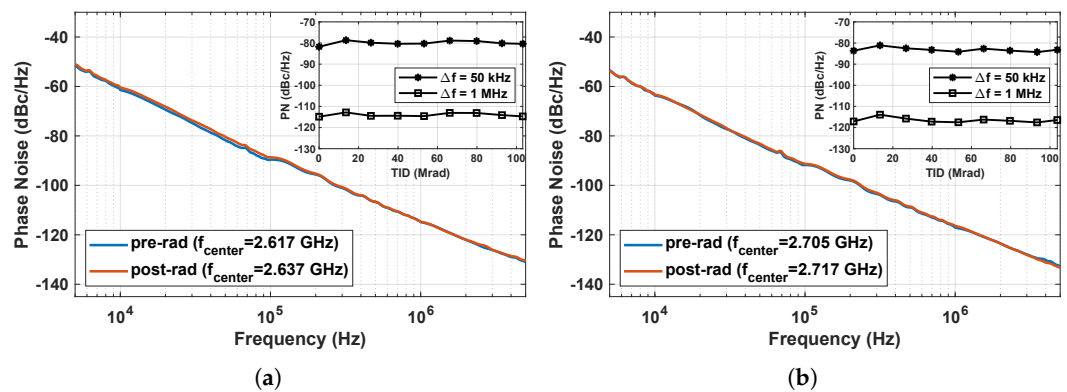 -40
-60
-80
-100
-120
-140
Phase Noise (dBc/Hz)
10^4
10^5
10^6
Frequency (Hz)
pre-rad (f_center=2.617 GHz)
post-rad (f_center=2.637 GHz)
-70
-80
-90
-100
-110
-120
-130
PN (dBc/Hz)
0
20
40
60
80
100
TID (Mrad)
Δf = 50 kHz
Δf = 1 MHz
(a)
-40
-60
-80
-100
-120
-140
Phase Noise (dBc/Hz)
10^4
10^5
10^6
Frequency (Hz)
pre-rad (f_center=2.705 GHz)
post-rad (f_center=2.717 GHz)
-70
-80
-90
-100
-110
-120
-130
PN (dBc/Hz)
0
20
40
60
80
100
TID (Mrad)
Δf = 50 kHz
Δf = 1 MHz
(b)